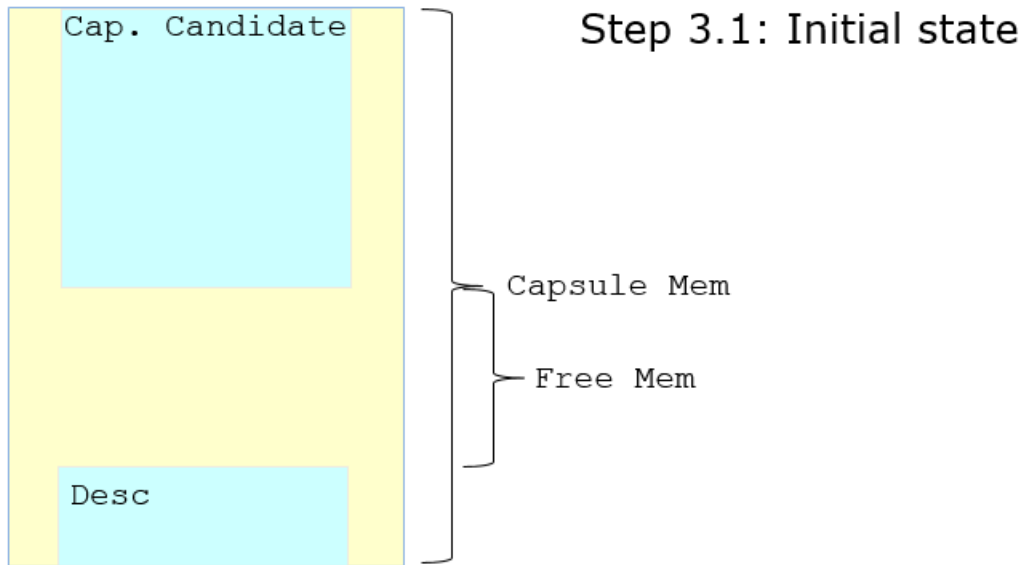 Cap. Candidate
Step 3.1: Initial state
Capsule Mem
Free Mem
Desc